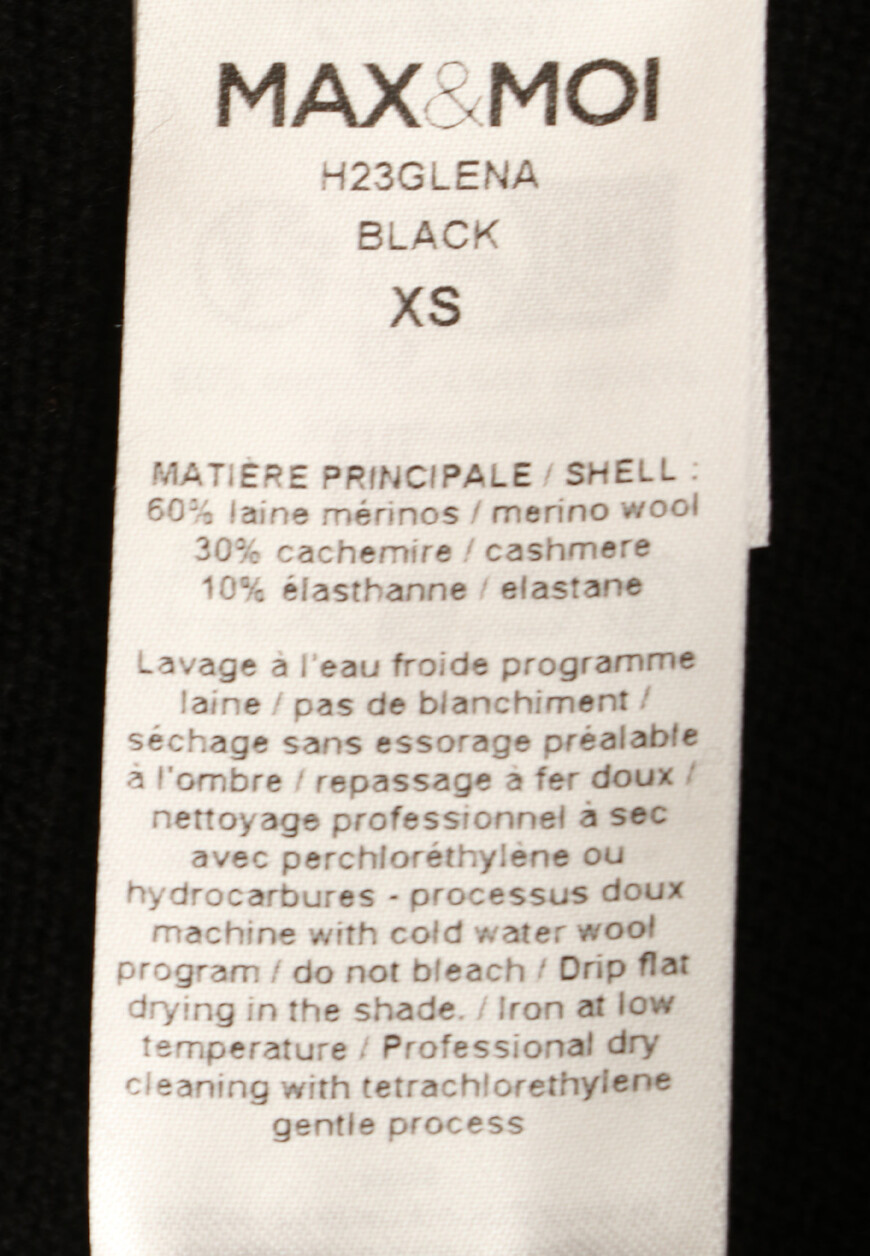 MAX&MOI
H23GLENA
BLACK
XS
MATIÈRE PRINCIPALE / SHELL :
60% laine mérinos / merino wool
30% cachemire / cashmere
10% élasthanne / elastane
Lavage à l'eau froide programme
laine / pas de blanchiment /
séchage sans essorage préalable
à l'ombre / repassage à fer doux /
nettoyage professionnel à sec
avec perchloréthylène ou
hydrocarbures - processus doux
machine with cold water wool
program / do not bleach / Drip flat
drying in the shade. / Iron at low
temperature / Professional dry
cleaning with tetrachlorethylene
gentle process